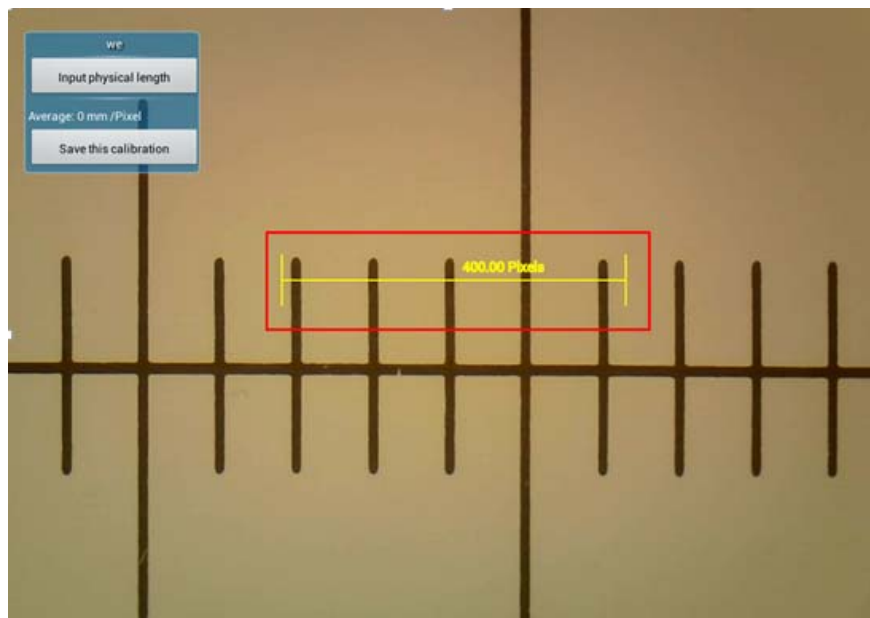 we
Input physical length
Average: 0 mm /Pixel
Save this calibration
400.00 Pixels